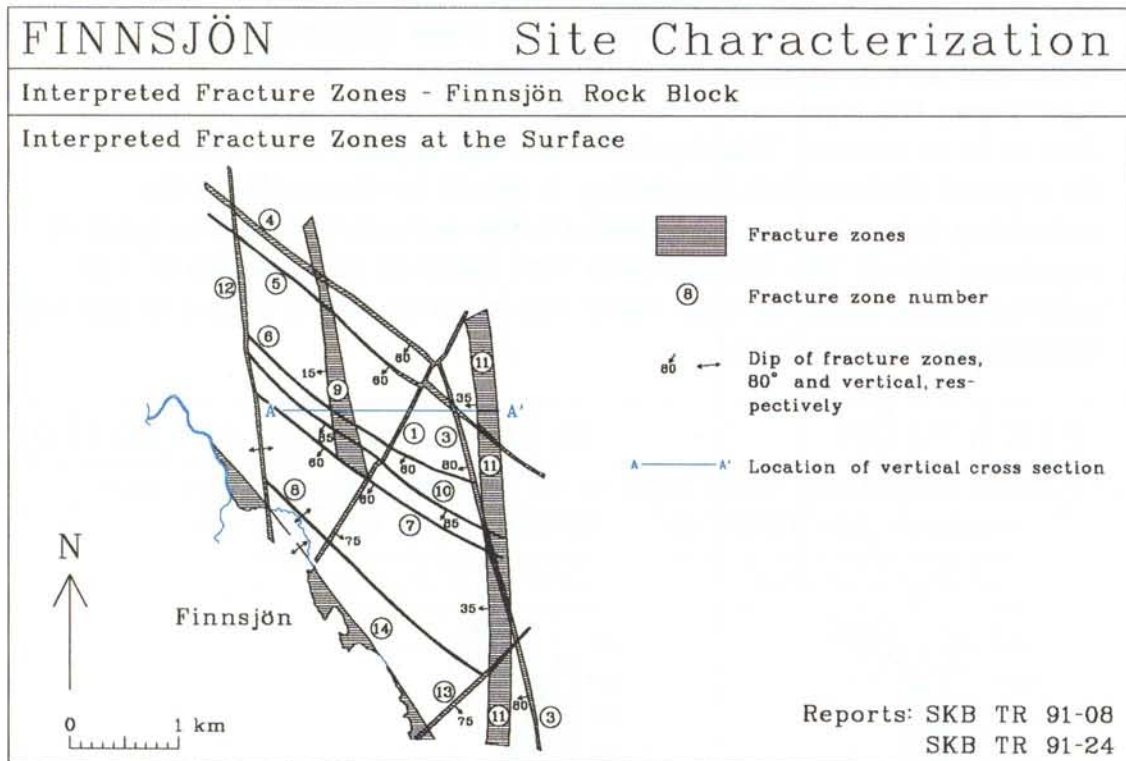 FINNSJÖN Site Characterization
Interpreted Fracture Zones - Finnsjön Rock Block
Interpreted Fracture Zones at the Surface
4
5
12
6
15
9
60
80
11
35
A
A'
1
3
85
60
80
80
11
10
80
7
85
8
75
35
14
13
75
80
11
3
Finnsjön
N
0 1 km
Fracture zones
8 Fracture zone number
80 Dip of fracture zones,
80° and vertical, res-
pectively
A A' Location of vertical cross section
Reports: SKB TR 91-08
SKB TR 91-24